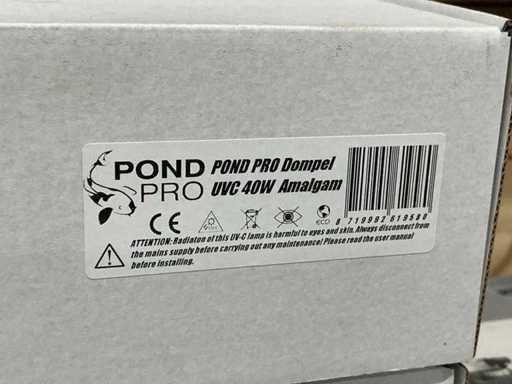 POND PRO
POND PRO Dompel
UVC 40W Amalgam
CE
ECO
8 719992 619588
ATTENTION: Radiaton of this UV-C lamp is harmful to eyes and skin. Always disconnect from
the mains supply before carrying out any maintenance! Please read the user manual
before installing.